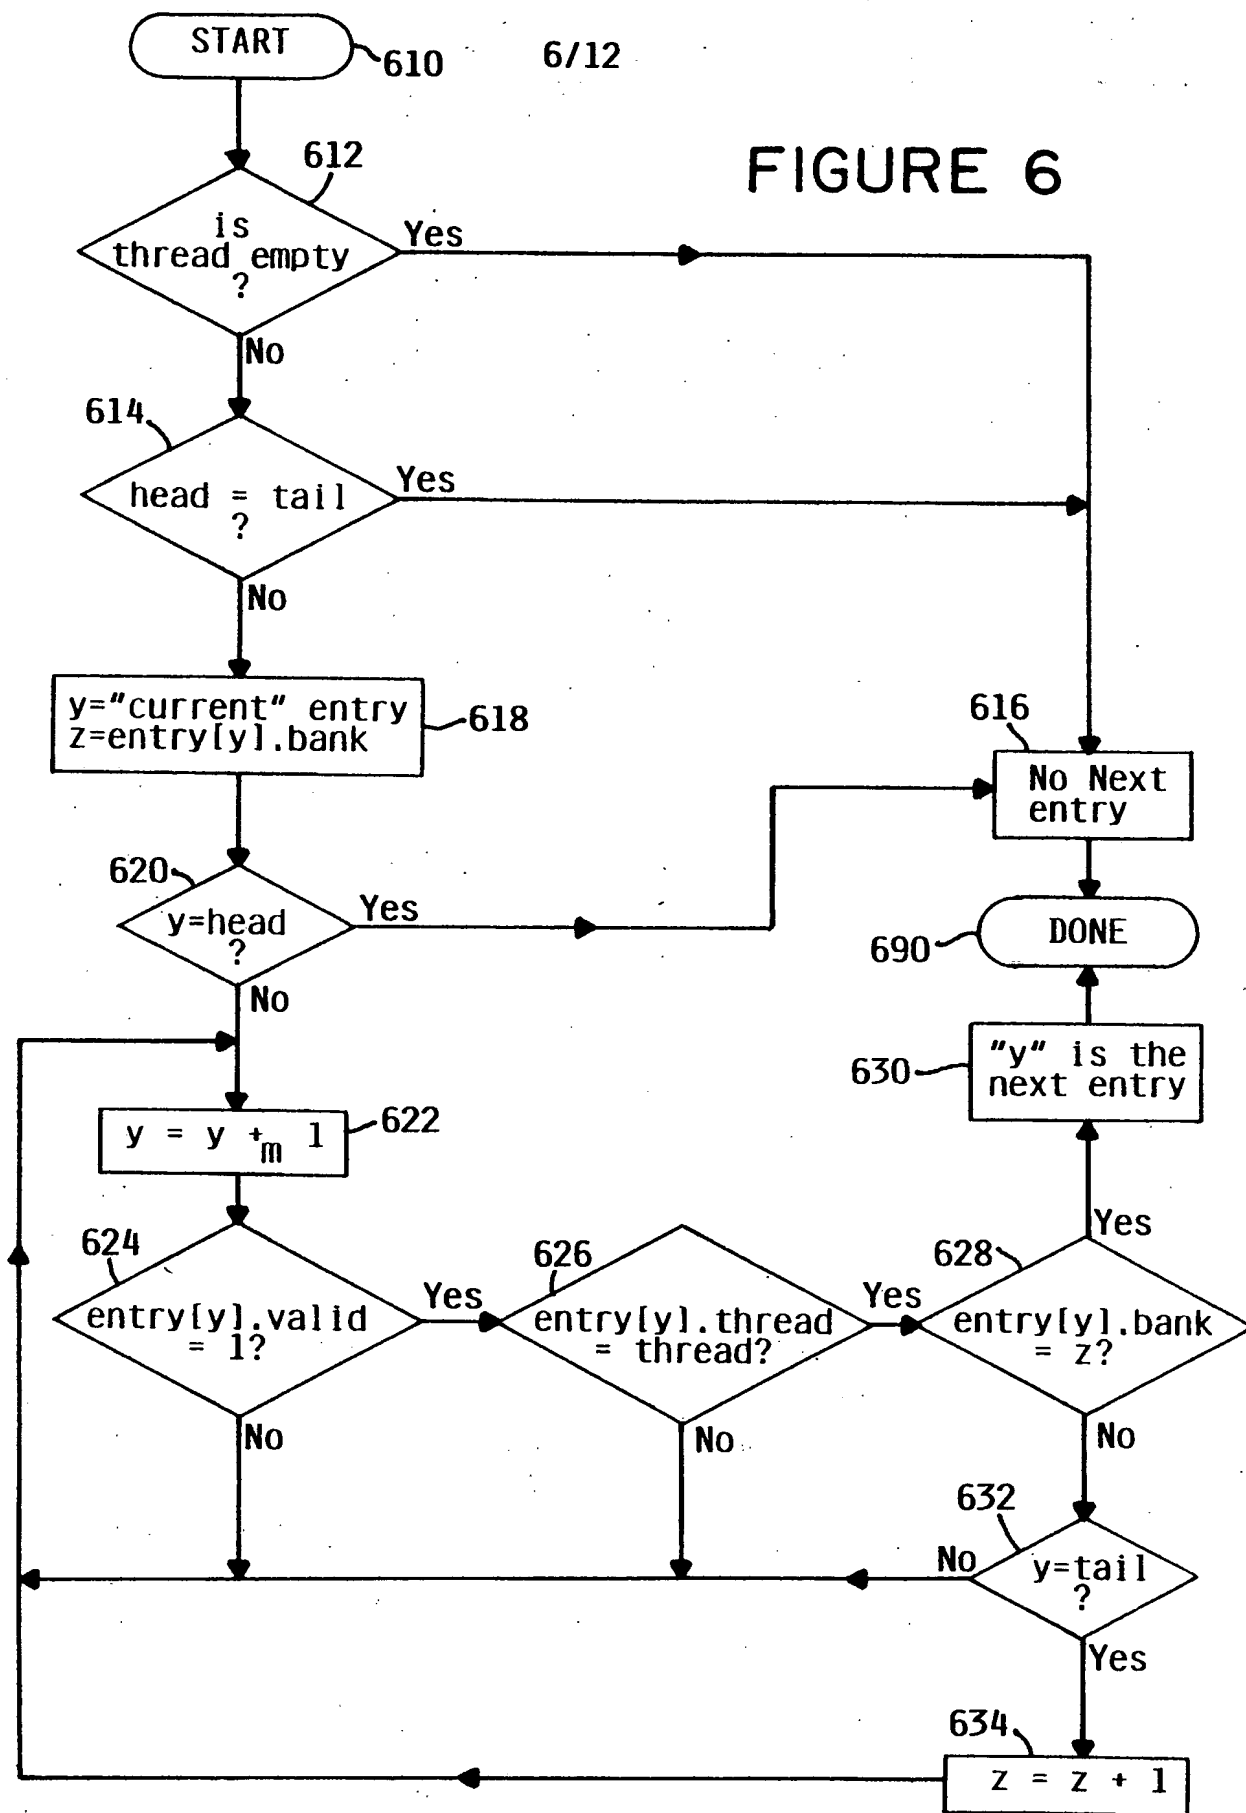 START
610
6/12
FIGURE 6
612
is
thread empty
?
Yes
No
614
head = tail
?
Yes
No
y="current" entry
z=entry[y].bank
618
616
No Next
entry
620
y=head
?
Yes
No
690
DONE
630
"y" is the
next entry
y = y +m 1
622
624
entry[y].valid
= 1?
Yes
No
626
entry[y].thread
= thread?
Yes
No
628
entry[y].bank
= z?
Yes
No
632
y=tail
?
No
Yes
634
z = z + 1